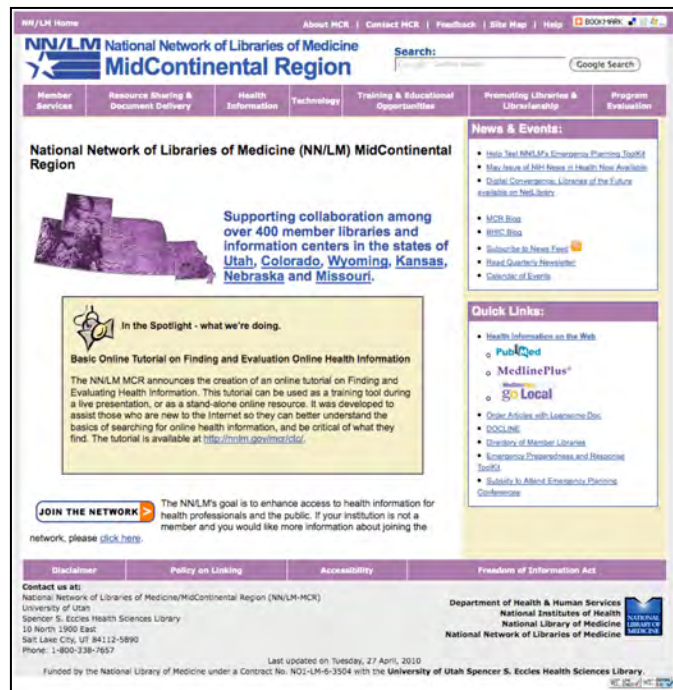 NN/LM Home
About MCR | Contact MCR | Feedback | Site Map | Help
BOOKMARK
NN/LM National Network of Libraries of Medicine
MidContinental Region
Search:
Google Search
Member Services
Resource Sharing & Document Delivery
Health Information
Technology
Training & Educational Opportunities
Promoting Libraries & Librarianship
Program Evaluation
National Network of Libraries of Medicine (NN/LM) MidContinental
Region
Supporting collaboration among
over 400 member libraries and
information centers in the states of
Utah, Colorado, Wyoming, Kansas,
Nebraska and Missouri.
In the Spotlight - what we're doing.
Basic Online Tutorial on Finding and Evaluation Online Health Information
The NN/LM MCR announces the creation of an online tutorial on Finding and
Evaluating Health Information. This tutorial can be used as a training tool during
a live presentation, or as a stand-alone online resource. It was developed to
assist those who are new to the Internet so they can better understand the
basics of searching for online health information, and be critical of what they
find. The tutorial is available at http://nnlm.gov/mcr/ctc/.
JOIN THE NETWORK >
The NN/LM's goal is to enhance access to health information for
health professionals and the public. If your institution is not a
member and you would like more information about joining the
network, please click here.
News & Events:
Help Test NN/LM's Emergency Planning ToolKit
May Issue of NIH News in Health Now Available
Digital Convergence: Libraries of the Future
available on NetLibrary
MCR Blog
BHIC Blog
Subscribe to News Feed
Read Quarterly Newsletter
Calendar of Events
Quick Links:
Health Information on the Web
PubMed
MedlinePlus®
MedlinePlus
go Local
Order Articles with Loansome Doc
DOCLINE
Directory of Member Libraries
Emergency Preparedness and Response
ToolKit
Subsidy to Attend Emergency Planning
Conferences
Disclaimer
Policy on Linking
Accessibility
Freedom of Information Act
Contact us at:
National Network of Libraries of Medicine/MidContinental Region (NN/LM-MCR)
University of Utah
Spencer S. Eccles Health Sciences Library
10 North 1900 East
Salt Lake City, UT 84112-5890
Phone: 1-800-338-7657
Department of Health & Human Services
National Institutes of Health
National Library of Medicine
National Network of Libraries of Medicine
NATIONAL
LIBRARY OF
MEDICINE
Last updated on Tuesday, 27 April, 2010
Funded by the National Library of Medicine under a Contract No. NO1-LM-6-3504 with the University of Utah Spencer S. Eccles Health Sciences Library.